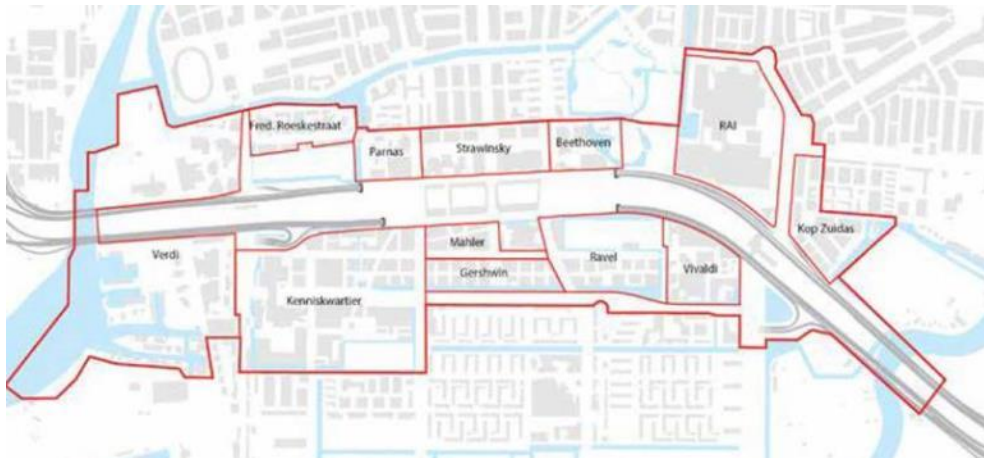 Fred. Roeskestraat
Parnas
Strawinsky
Beethoven
RAI
Kop Zuidas
Verdi
Mahler
Gershwin
Ravel
Vivaldi
Kenniskwartier